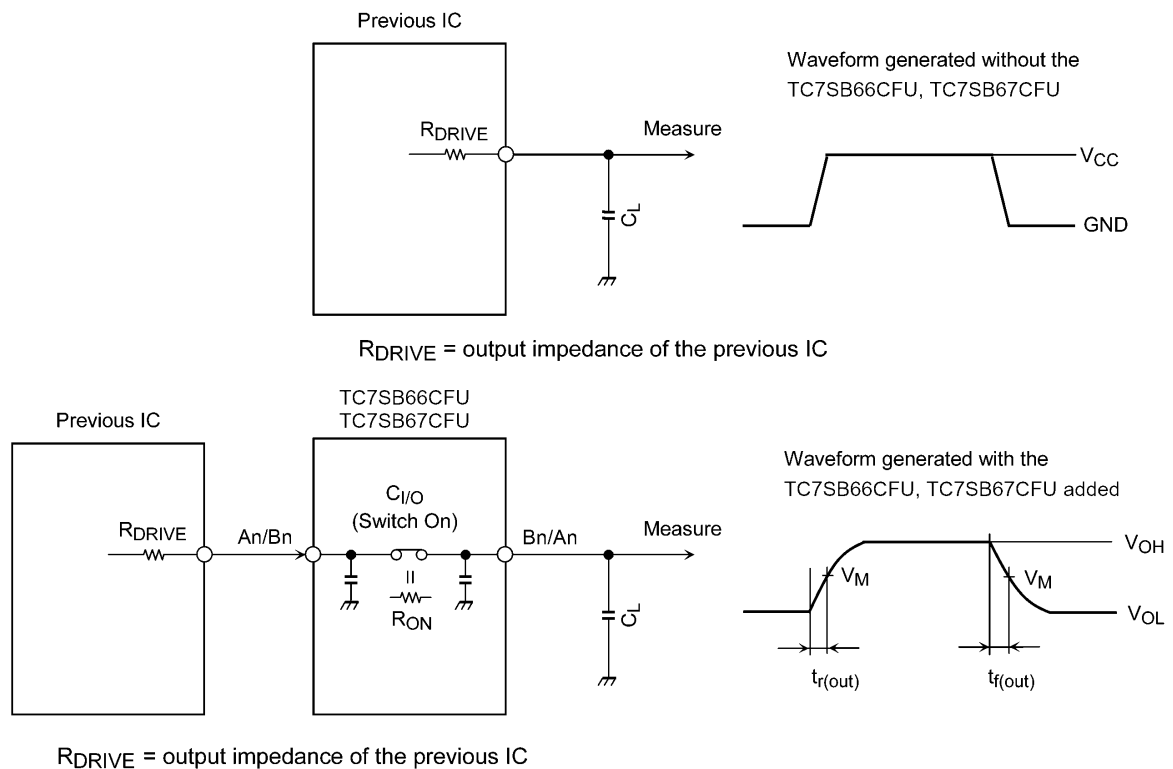 Previous IC
Waveform generated without the
TC7SB66CFU, TC7SB67CFU
RDRIVE
Measure
CL
VCC
GND
RDRIVE = output impedance of the previous IC
TC7SB66CFU
TC7SB67CFU
Previous IC
Waveform generated with the
TC7SB66CFU, TC7SB67CFU added
CI/O
(Switch On)
RDRIVE
An/Bn
Bn/An
Measure
RON
CL
VOH
VM
VM
VOL
tr(out)
tf(out)
RDRIVE = output impedance of the previous IC